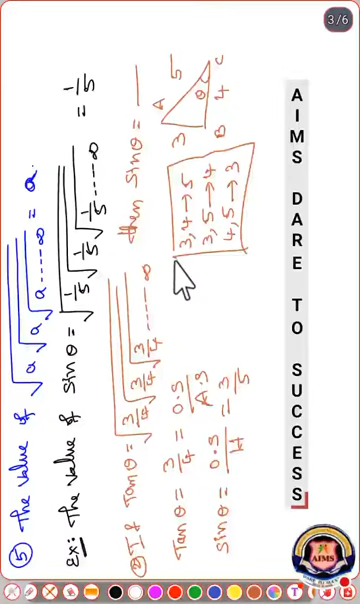 3/6
⑤ The value of √a√a√a-----∞ = a.
Ex: The value of sinθ = √1/5√1/5√1/5-----∞ = 1/5
② If Tanθ = √3/4√3/4√3/4-----∞ then sinθ = ___
Tanθ = 3/4 = O.S/A.S
sinθ = O.S/H = 3/5
3, 4 → 5
3, 5 → 4
4, 5 → 3
A
5
C
θ
3
4
B
AIMS DARE TO SUCCESS
AIMS